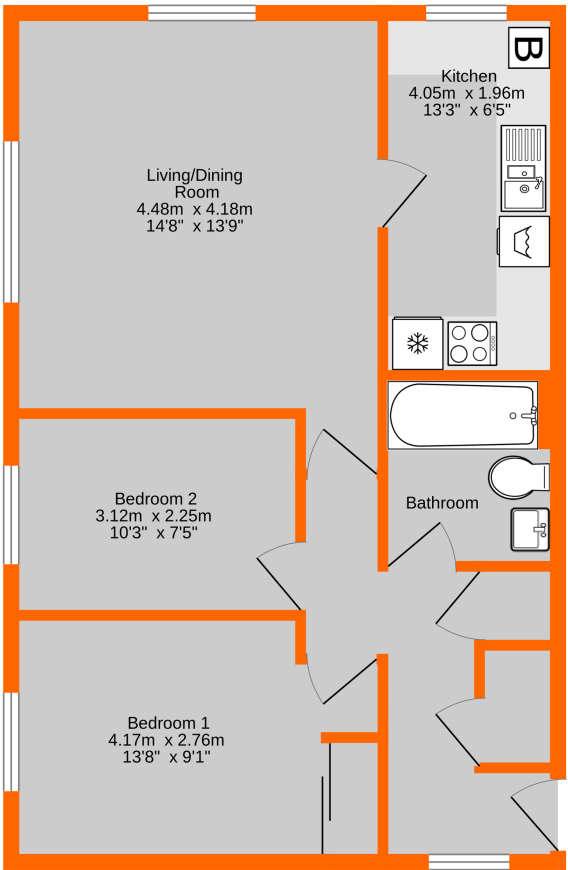 B
Kitchen
4.05m x 1.96m
13'3" x 6'5"
Living/Dining
Room
4.48m x 4.18m
14'8" x 13'9"
Bedroom 2
3.12m x 2.25m
10'3" x 7'5"
Bathroom
Bedroom 1
4.17m x 2.76m
13'8" x 9'1"